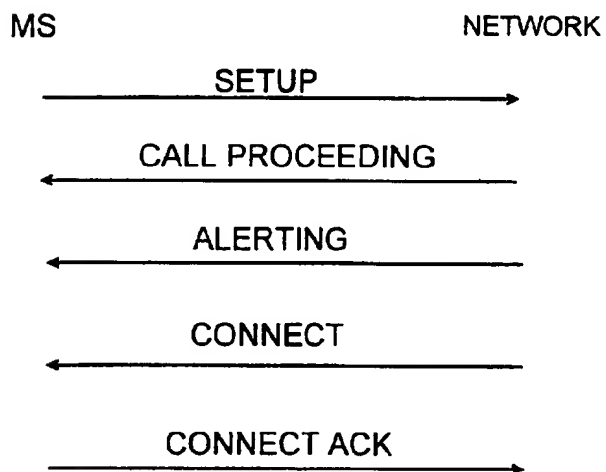 MS NETWORK
SETUP
CALL PROCEEDING
ALERTING
CONNECT
CONNECT ACK